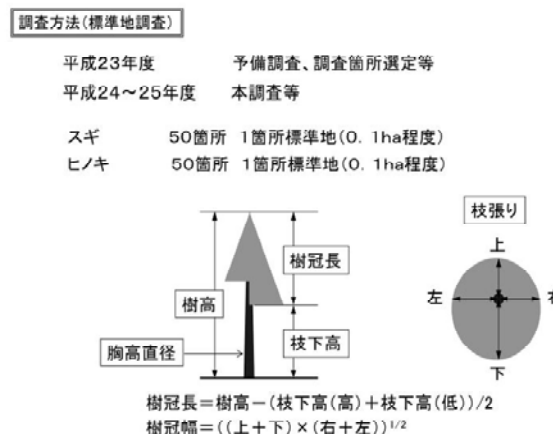 調査方法(標準地調査)
平成23年度 予備調査、調査箇所選定等
平成24～25年度 本調査等
スギ 50箇所 1箇所標準地(0. 1ha程度)
ヒノキ 50箇所 1箇所標準地(0. 1ha程度)
枝張り
上
樹冠長
左 右
樹高
枝下高
胸高直径
下
樹冠長=樹高−(枝下高(高)+枝下高(低))/2
樹冠幅=((上+下)×(右+左))^1/2